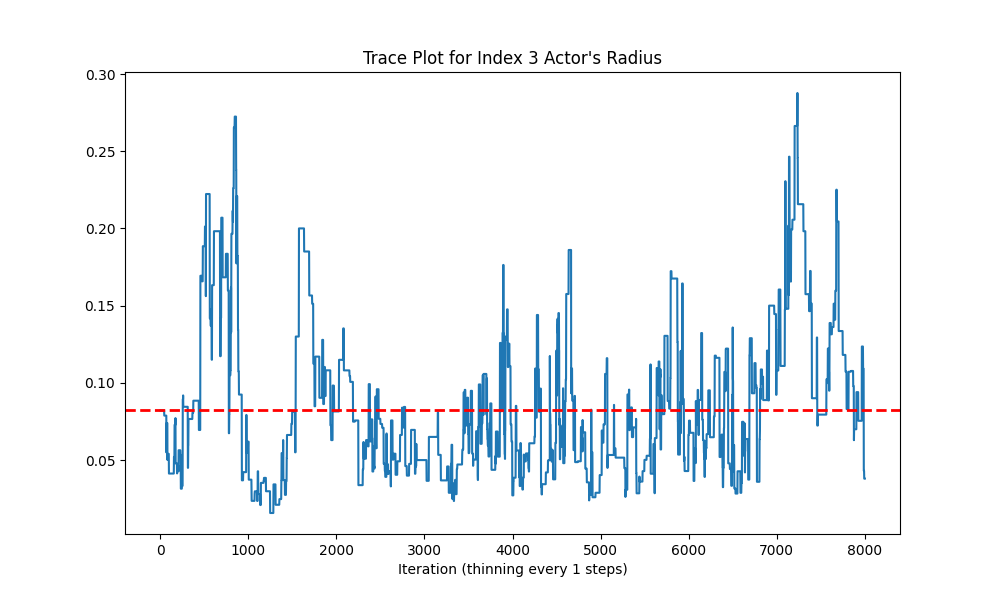 Trace Plot for Index 3 Actor's Radius
0.30
0.25
0.20
0.15
0.10
0.05
0 1000 2000 3000 4000 5000 6000 7000 8000
Iteration (thinning every 1 steps)